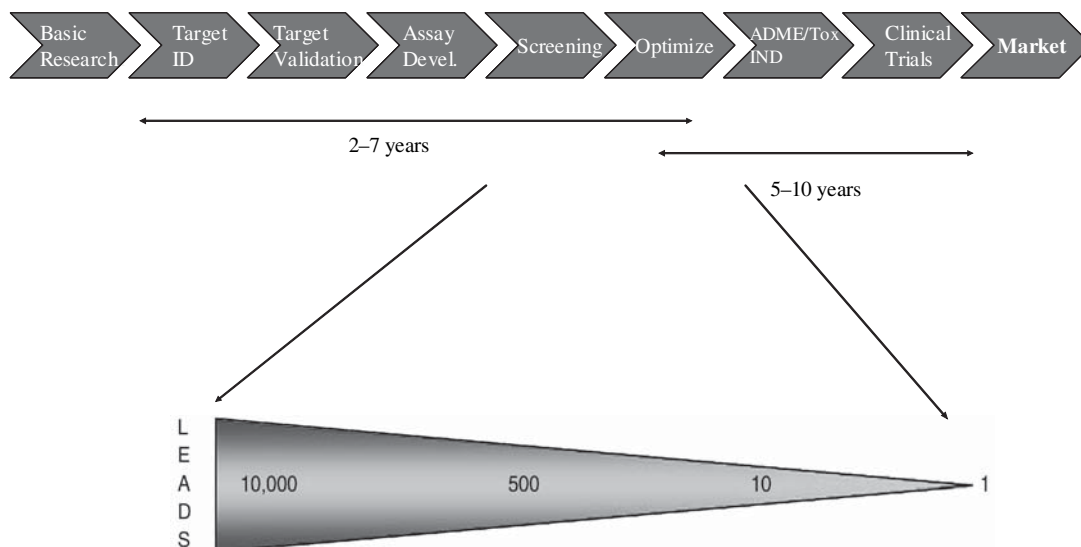 Basic
Research
Target
ID
Target
Validation
Assay
Devel.
Screening
Optimize
ADME/Tox
IND
Clinical
Trials
Market
2–7 years
5–10 years
L
E
A
D
S
10,000
500
10
1